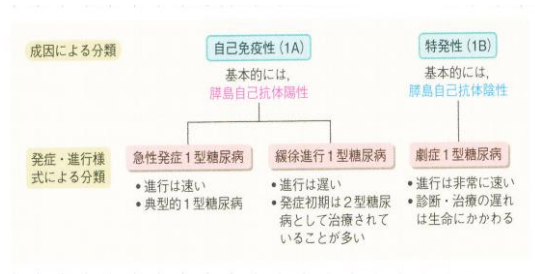 成因による分類
自己免疫性 (1A)
特発性 (1B)
基本的には,
膵島自己抗体陽性
基本的には,
膵島自己抗体陰性
発症・進行様
式による分類
急性発症1型糖尿病
緩徐進行1型糖尿病
劇症1型糖尿病
•進行は速い
•典型的1型糖尿病
•進行は遅い
•発症初期は2型糖尿
病として治療されて
いることが多い
•進行は非常に速い
•診断・治療の遅れ
は生命にかかわる